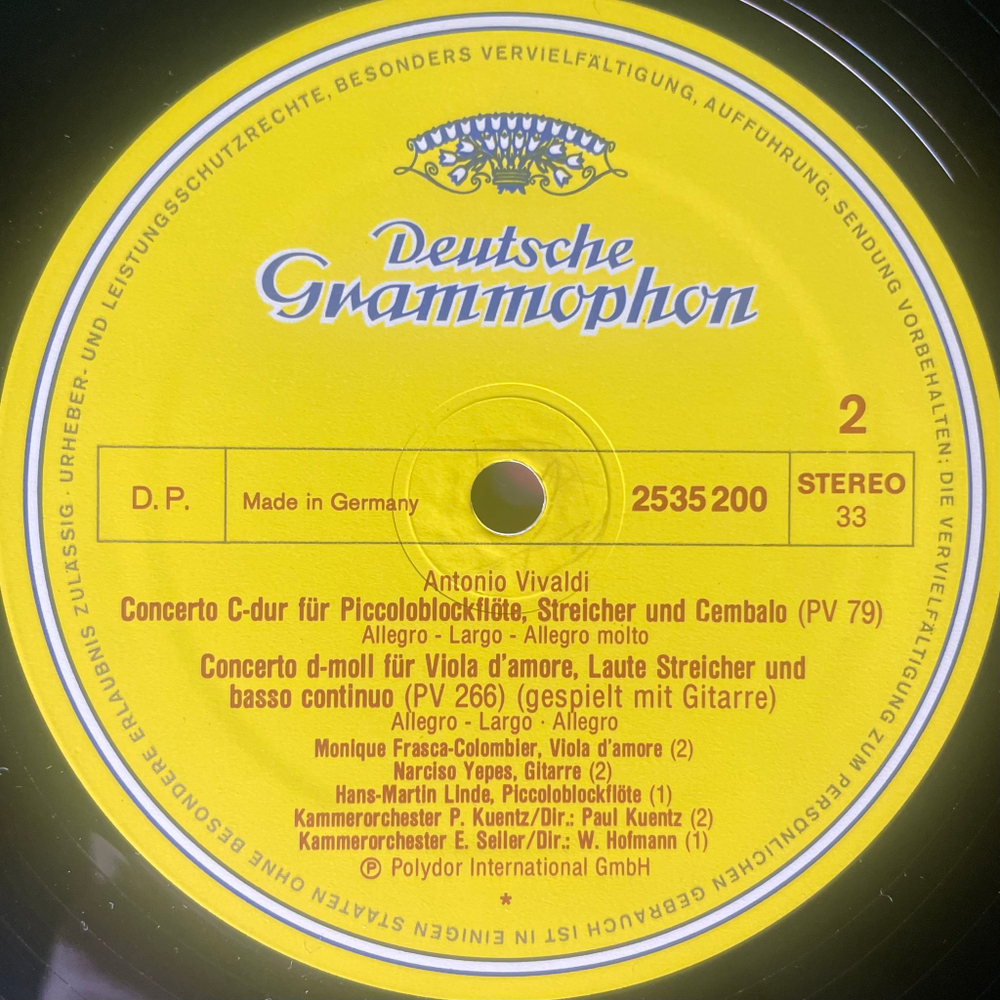 URHEBER- UND LEISTUNGSSCHUTZRECHTE, BESONDERS VERVIELFÄLTIGUNG, AUFFÜHRUNG, SENDUNG VORBEHALTEN; DIE VERVIELFÄLTIGUNG ZUM PERSÖNLICHEN GEBRAUCH IST IN EINIGEN STAATEN OHNE BESONDERE ERLAUBNIS ZULÄSSIG ·
Deutsche
Grammophon
2
D.P.
Made in Germany
2535 200
STEREO
33
Antonio Vivaldi
Concerto C-dur für Piccoloblockflöte, Streicher und Cembalo (PV 79)
Allegro - Largo - Allegro molto
Concerto d-moll für Viola d'amore, Laute Streicher und
basso continuo (PV 266) (gespielt mit Gitarre)
Allegro - Largo · Allegro
Monique Frasca-Colombier, Viola d'amore (2)
Narciso Yepes, Gitarre (2)
Hans-Martin Linde, Piccoloblockflöte (1)
Kammerorchester P. Kuentz/Dir.: Paul Kuentz (2)
Kammerorchester E. Seiler/Dir.: W. Hofmann (1)
℗ Polydor International GmbH
*